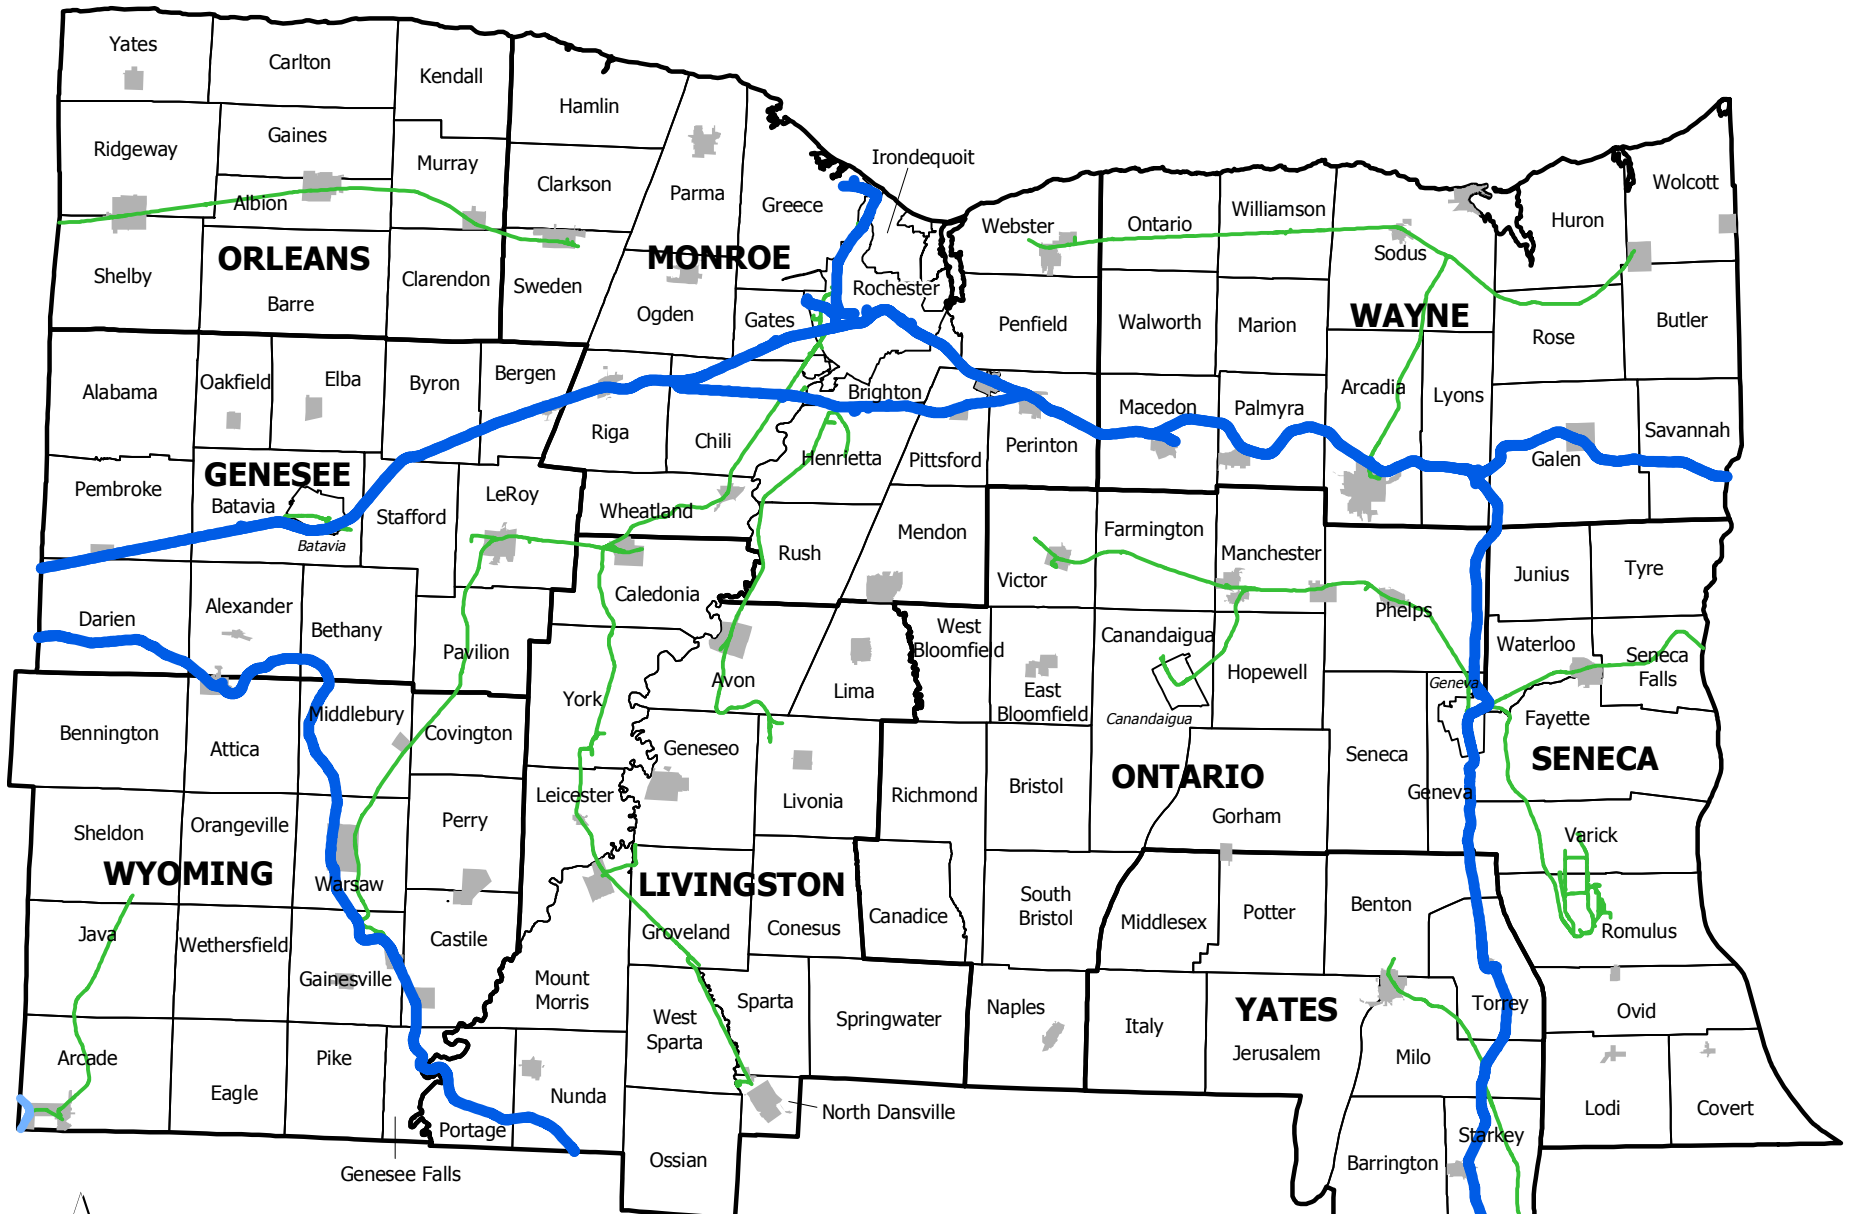 Yates
Carlton
Kendall
Hamlin
Ridgeway
Gaines
Murray
Clarkson
Parma
Greece
Irondequoit
Albion
Webster
Ontario
Williamson
Sodus
Huron
Wolcott
ORLEANS
MONROE
Shelby
Barre
Clarendon
Sweden
Ogden
Gates
Rochester
Penfield
Walworth
Marion
WAYNE
Rose
Butler
Alabama
Oakfield
Elba
Byron
Bergen
Riga
Chili
Brighton
Henrietta
Pittsford
Perinton
Macedon
Palmyra
Arcadia
Lyons
Galen
Savannah
GENESEE
Pembroke
Batavia
Batavia
Stafford
LeRoy
Wheatland
Rush
Mendon
Victor
Farmington
Manchester
Phelps
Junius
Tyre
Darien
Alexander
Bethany
Pavilion
Caledonia
Avon
Lima
West
Bloomfield
East
Bloomfield
Canandaigua
Canandaigua
Hopewell
Geneva
Waterloo
Seneca
Falls
Fayette
SENECA
Bennington
Attica
Middlebury
Covington
York
Geneseo
Livonia
Richmond
Bristol
ONTARIO
Gorham
Seneca
Geneva
Varick
Sheldon
Orangeville
Perry
Leicester
WYOMING
Warsaw
LIVINGSTON
Java
Wethersfield
Gainesville
Castile
Mount
Morris
Groveland
Conesus
Canadice
South
Bristol
Middlesex
Potter
Benton
Romulus
Arcade
Eagle
Pike
Nunda
Portage
Genesee Falls
West
Sparta
Sparta
Springwater
Naples
Italy
YATES
Jerusalem
Milo
Torrey
Ovid
Lodi
Covert
North Dansville
Ossian
Barrington
Starkey